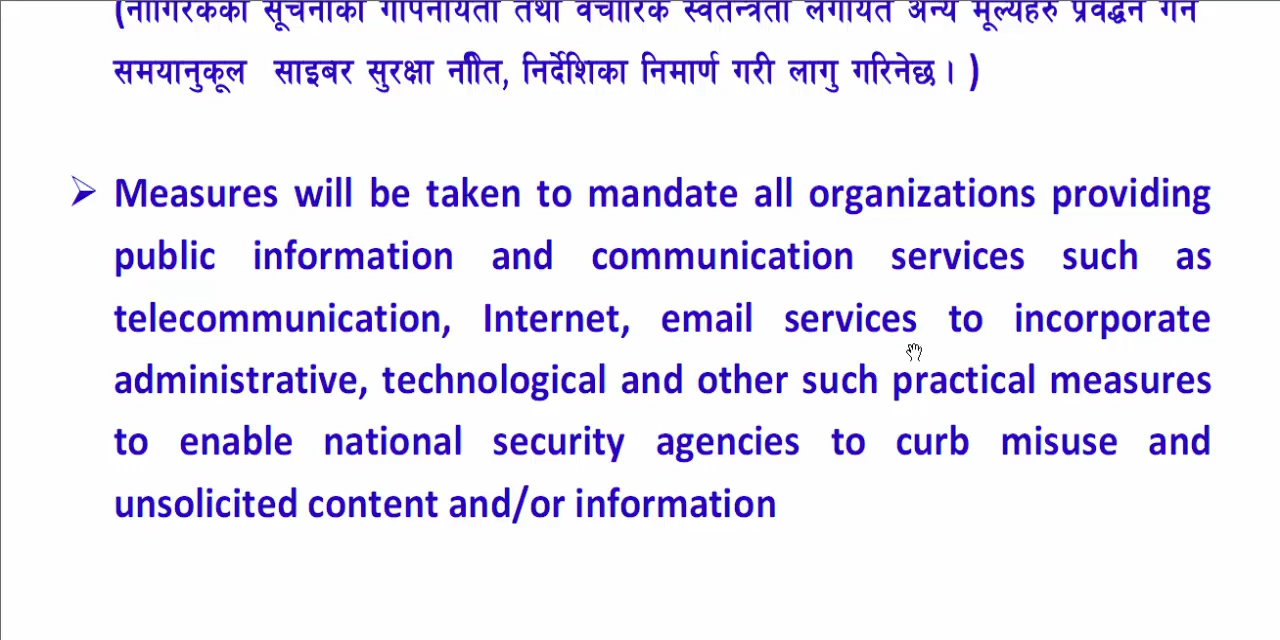 (नागरिकको सूचनाको गोपनीयता तथा वैचारिक स्वतन्त्रता लगायत अन्य मूल्यहरु प्रवर्द्धन गर्न
समयानुकूल साइबर सुरक्षा नीति, निर्देशिका निमार्ण गरी लागु गरिनेछ। )
➢ Measures will be taken to mandate all organizations providing
public information and communication services such as
telecommunication, Internet, email services to incorporate
administrative, technological and other such practical measures
to enable national security agencies to curb misuse and
unsolicited content and/or information